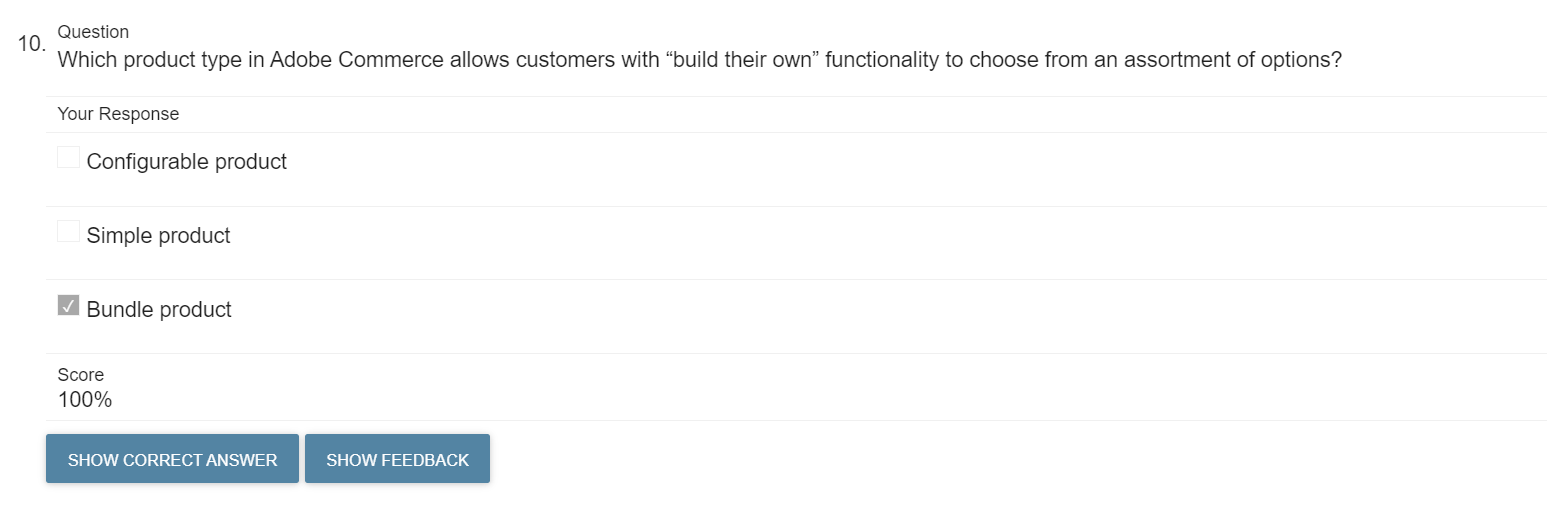 10.
Question
Which product type in Adobe Commerce allows customers with “build their own” functionality to choose from an assortment of options?
Your Response
Configurable product
Simple product
Bundle product
Score
100%
SHOW CORRECT ANSWER
SHOW FEEDBACK